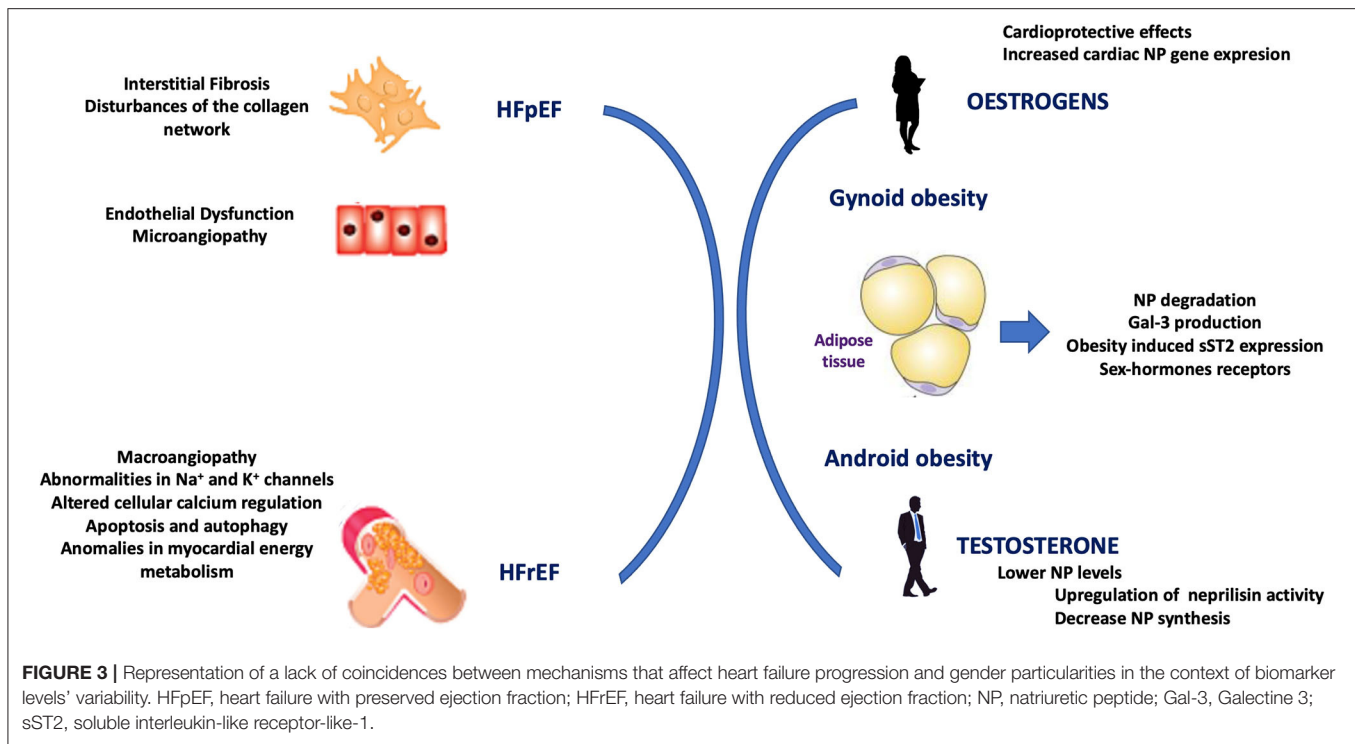 Interstitial Fibrosis
Disturbances of the collagen
network
HFpEF
Endothelial Dysfunction
Microangiopathy
Macroangiopathy
Abnormalities in Na⁺ and K⁺ channels
Altered cellular calcium regulation
Apoptosis and autophagy
Anomalies in myocardial energy
metabolism
HFrEF
Cardioprotective effects
Increased cardiac NP gene expresion
OESTROGENS
Gynoid obesity
Adipose
tissue
NP degradation
Gal-3 production
Obesity induced sST2 expression
Sex-hormones receptors
Android obesity
TESTOSTERONE
Lower NP levels
Upregulation of neprilisin activity
Decrease NP synthesis
FIGURE 3 | Representation of a lack of coincidences between mechanisms that affect heart failure progression and gender particularities in the context of biomarker
levels' variability. HFpEF, heart failure with preserved ejection fraction; HFrEF, heart failure with reduced ejection fraction; NP, natriuretic peptide; Gal-3, Galectine 3;
sST2, soluble interleukin-like receptor-like-1.